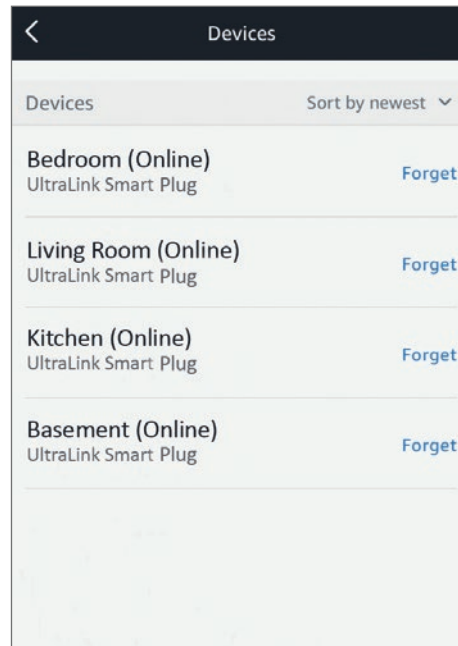 Devices
Devices Sort by newest
Bedroom (Online)
UltraLink Smart Plug
Forget
Living Room (Online)
UltraLink Smart Plug
Forget
Kitchen (Online)
UltraLink Smart Plug
Forget
Basement (Online)
UltraLink Smart Plug
Forget